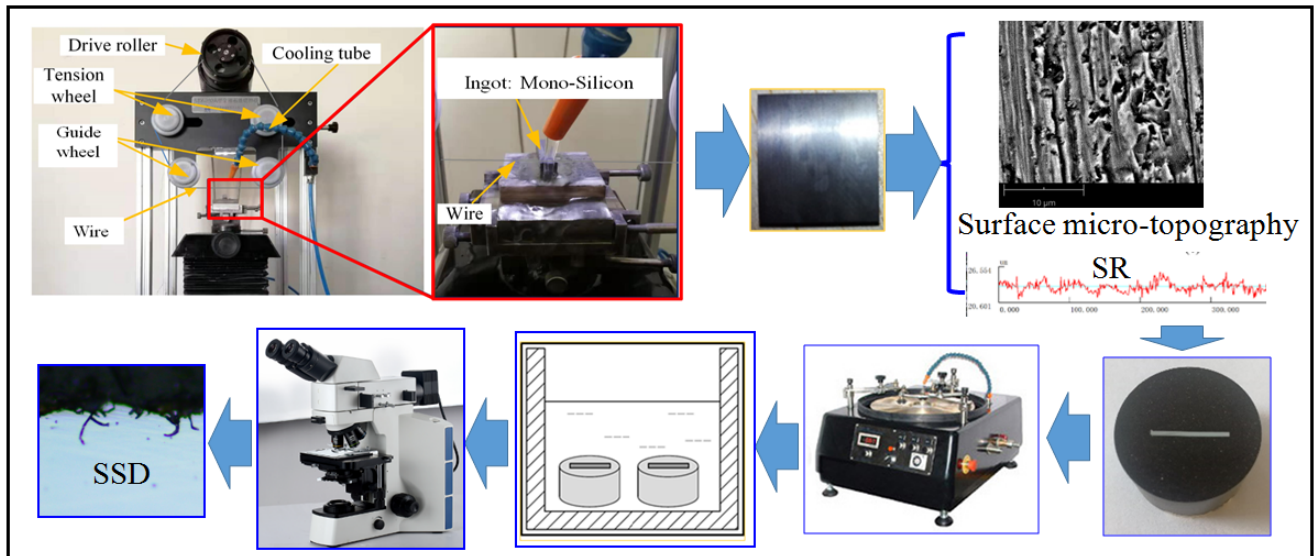 Drive roller
Cooling tube
Tension
wheel
Guide
wheel
Wire
Ingot: Mono-Silicon
Wire
10 μm
Surface micro-topography
SR
26.554
20.601
0.000
100.000
200.000
300.000
SSD